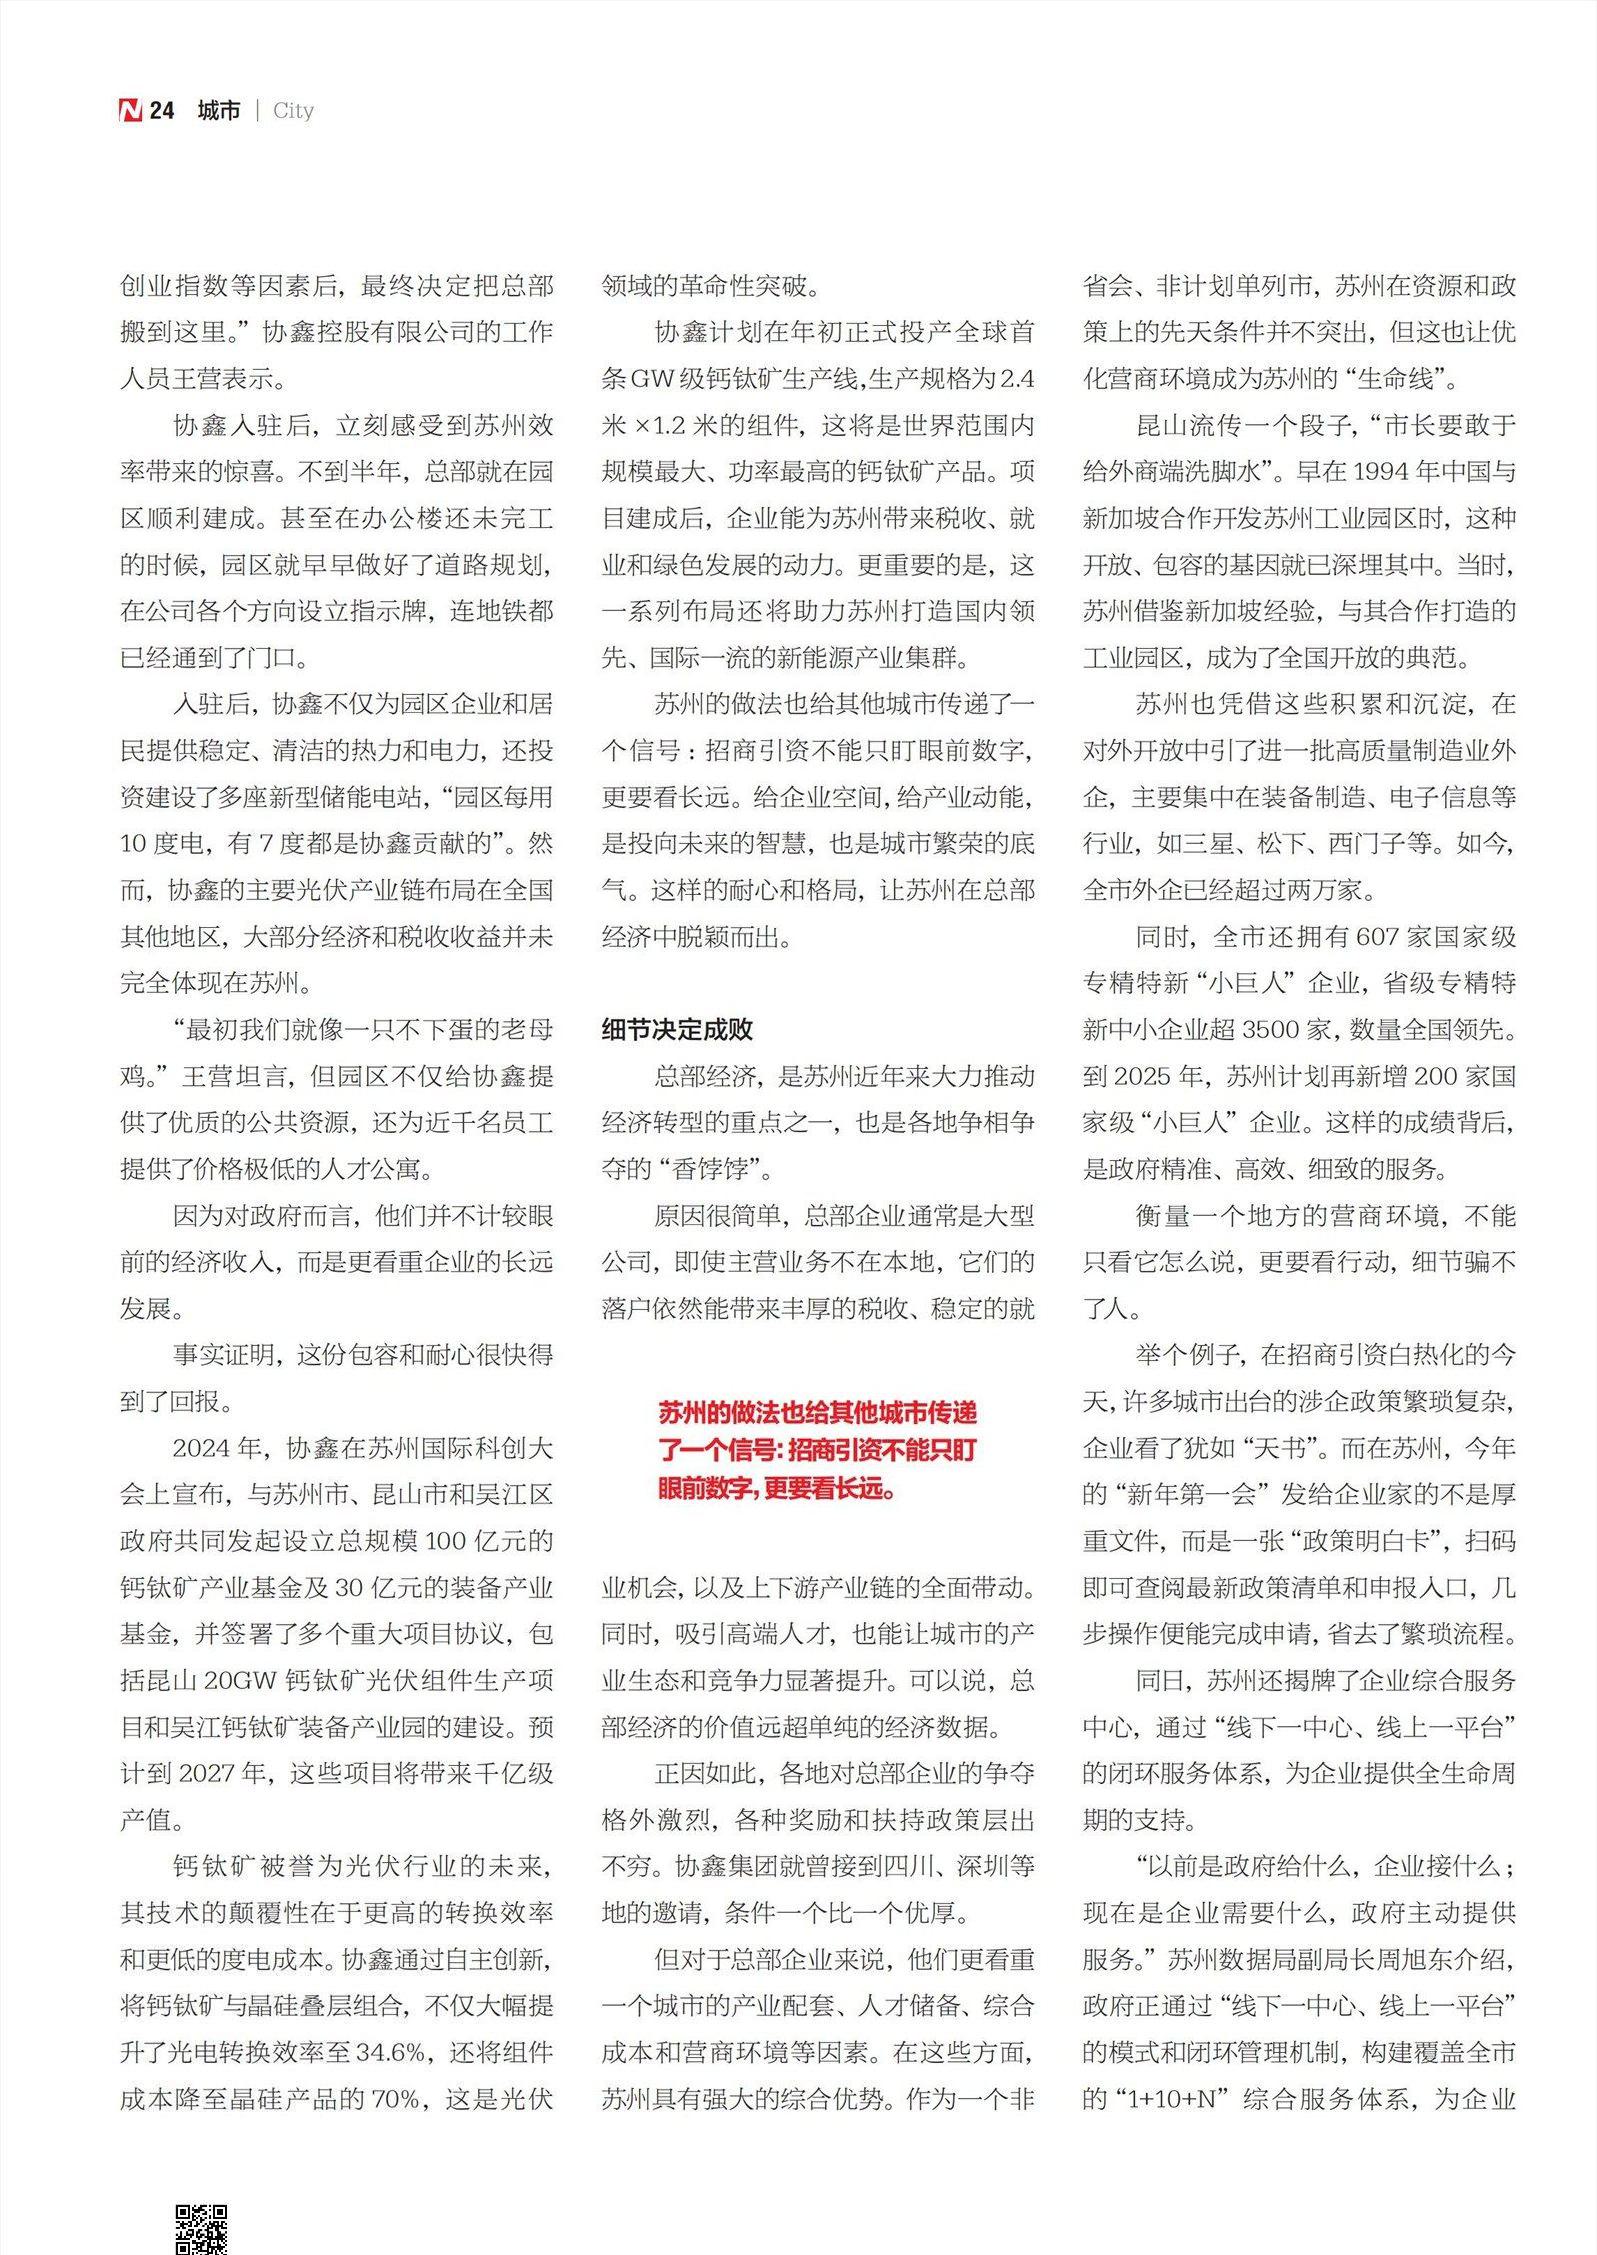 N 24 城市 | City
创业指数等因素后，最终决定把总部
搬到这里。”协鑫控股有限公司的工作
人员王营表示。
协鑫入驻后，立刻感受到苏州效
率带来的惊喜。不到半年，总部就在园
区顺利建成。甚至在办公楼还未完工
的时候，园区就早早做好了道路规划，
在公司各个方向设立指示牌，连地铁都
已经通到了门口。
入驻后，协鑫不仅为园区企业和居
民提供稳定、清洁的热力和电力，还投
资建设了多座新型储能电站，“园区每用
10 度电，有 7 度都是协鑫贡献的”。然
而，协鑫的主要光伏产业链布局在全国
其他地区，大部分经济和税收收益并未
完全体现在苏州。
“最初我们就像一只不下蛋的老母
鸡。”王营坦言，但园区不仅给协鑫提
供了优质的公共资源，还为近千名员工
提供了价格极低的人才公寓。
因为对政府而言，他们并不计较眼
前的经济收入，而是更看重企业的长远
发展。
事实证明，这份包容和耐心很快得
到了回报。
2024 年，协鑫在苏州国际科创大
会上宣布，与苏州市、昆山市和吴江区
政府共同发起设立总规模 100 亿元的
钙钛矿产业基金及 30 亿元的装备产业
基金，并签署了多个重大项目协议，包
括昆山 20GW 钙钛矿光伏组件生产项
目和吴江钙钛矿装备产业园的建设。预
计到 2027 年，这些项目将带来千亿级
产值。
钙钛矿被誉为光伏行业的未来，
其技术的颠覆性在于更高的转换效率
和更低的度电成本。协鑫通过自主创新，
将钙钛矿与晶硅叠层组合，不仅大幅提
升了光电转换效率至 34.6%，还将组件
成本降至晶硅产品的 70%，这是光伏
领域的革命性突破。
协鑫计划在年初正式投产全球首
条 GW 级钙钛矿生产线，生产规格为 2.4
米 ×1.2 米的组件，这将是世界范围内
规模最大、功率最高的钙钛矿产品。项
目建成后，企业能为苏州带来税收、就
业和绿色发展的动力。更重要的是，这
一系列布局还将助力苏州打造国内领
先、国际一流的新能源产业集群。
苏州的做法也给其他城市传递了一
个信号：招商引资不能只盯眼前数字，
更要看长远。给企业空间，给产业动能，
是投向未来的智慧，也是城市繁荣的底
气。这样的耐心和格局，让苏州在总部
经济中脱颖而出。
细节决定成败
总部经济，是苏州近年来大力推动
经济转型的重点之一，也是各地争相争
夺的“香饽饽”。
原因很简单，总部企业通常是大型
公司，即使主营业务不在本地，它们的
落户依然能带来丰厚的税收、稳定的就
苏州的做法也给其他城市传递
了一个信号：招商引资不能只盯
眼前数字，更要看长远。
业机会，以及上下游产业链的全面带动。
同时，吸引高端人才，也能让城市的产
业生态和竞争力显著提升。可以说，总
部经济的价值远超单纯的经济数据。
正因如此，各地对总部企业的争夺
格外激烈，各种奖励和扶持政策层出
不穷。协鑫集团就曾接到四川、深圳等
地的邀请，条件一个比一个优厚。
但对于总部企业来说，他们更看重
一个城市的产业配套、人才储备、综合
成本和营商环境等因素。在这些方面，
苏州具有强大的综合优势。作为一个非
省会、非计划单列市，苏州在资源和政
策上的先天条件并不突出，但这也让优
化营商环境成为苏州的“生命线”。
昆山流传一个段子，“市长要敢于
给外商端洗脚水”。早在 1994 年中国与
新加坡合作开发苏州工业园区时，这种
开放、包容的基因就已深埋其中。当时，
苏州借鉴新加坡经验，与其合作打造的
工业园区，成为了全国开放的典范。
苏州也凭借这些积累和沉淀，在
对外开放中引了进一批高质量制造业外
企，主要集中在装备制造、电子信息等
行业，如三星、松下、西门子等。如今，
全市外企已经超过两万家。
同时，全市还拥有 607 家国家级
专精特新“小巨人”企业，省级专精特
新中小企业超 3500 家，数量全国领先。
到 2025 年，苏州计划再新增 200 家国
家级“小巨人”企业。这样的成绩背后，
是政府精准、高效、细致的服务。
衡量一个地方的营商环境，不能
只看它怎么说，更要看行动，细节骗不
了人。
举个例子，在招商引资白热化的今
天，许多城市出台的涉企政策繁琐复杂，
企业看了犹如“天书”。而在苏州，今年
的“新年第一会”发给企业家的不是厚
重文件，而是一张“政策明白卡”，扫码
即可查阅最新政策清单和申报入口，几
步操作便能完成申请，省去了繁琐流程。
同日，苏州还揭牌了企业综合服务
中心，通过“线下一中心、线上一平台”
的闭环服务体系，为企业提供全生命周
期的支持。
“以前是政府给什么，企业接什么；
现在是企业需要什么，政府主动提供
服务。”苏州数据局副局长周旭东介绍，
政府正通过“线下一中心、线上一平台”
的模式和闭环管理机制，构建覆盖全市
的“1+10+N”综合服务体系，为企业